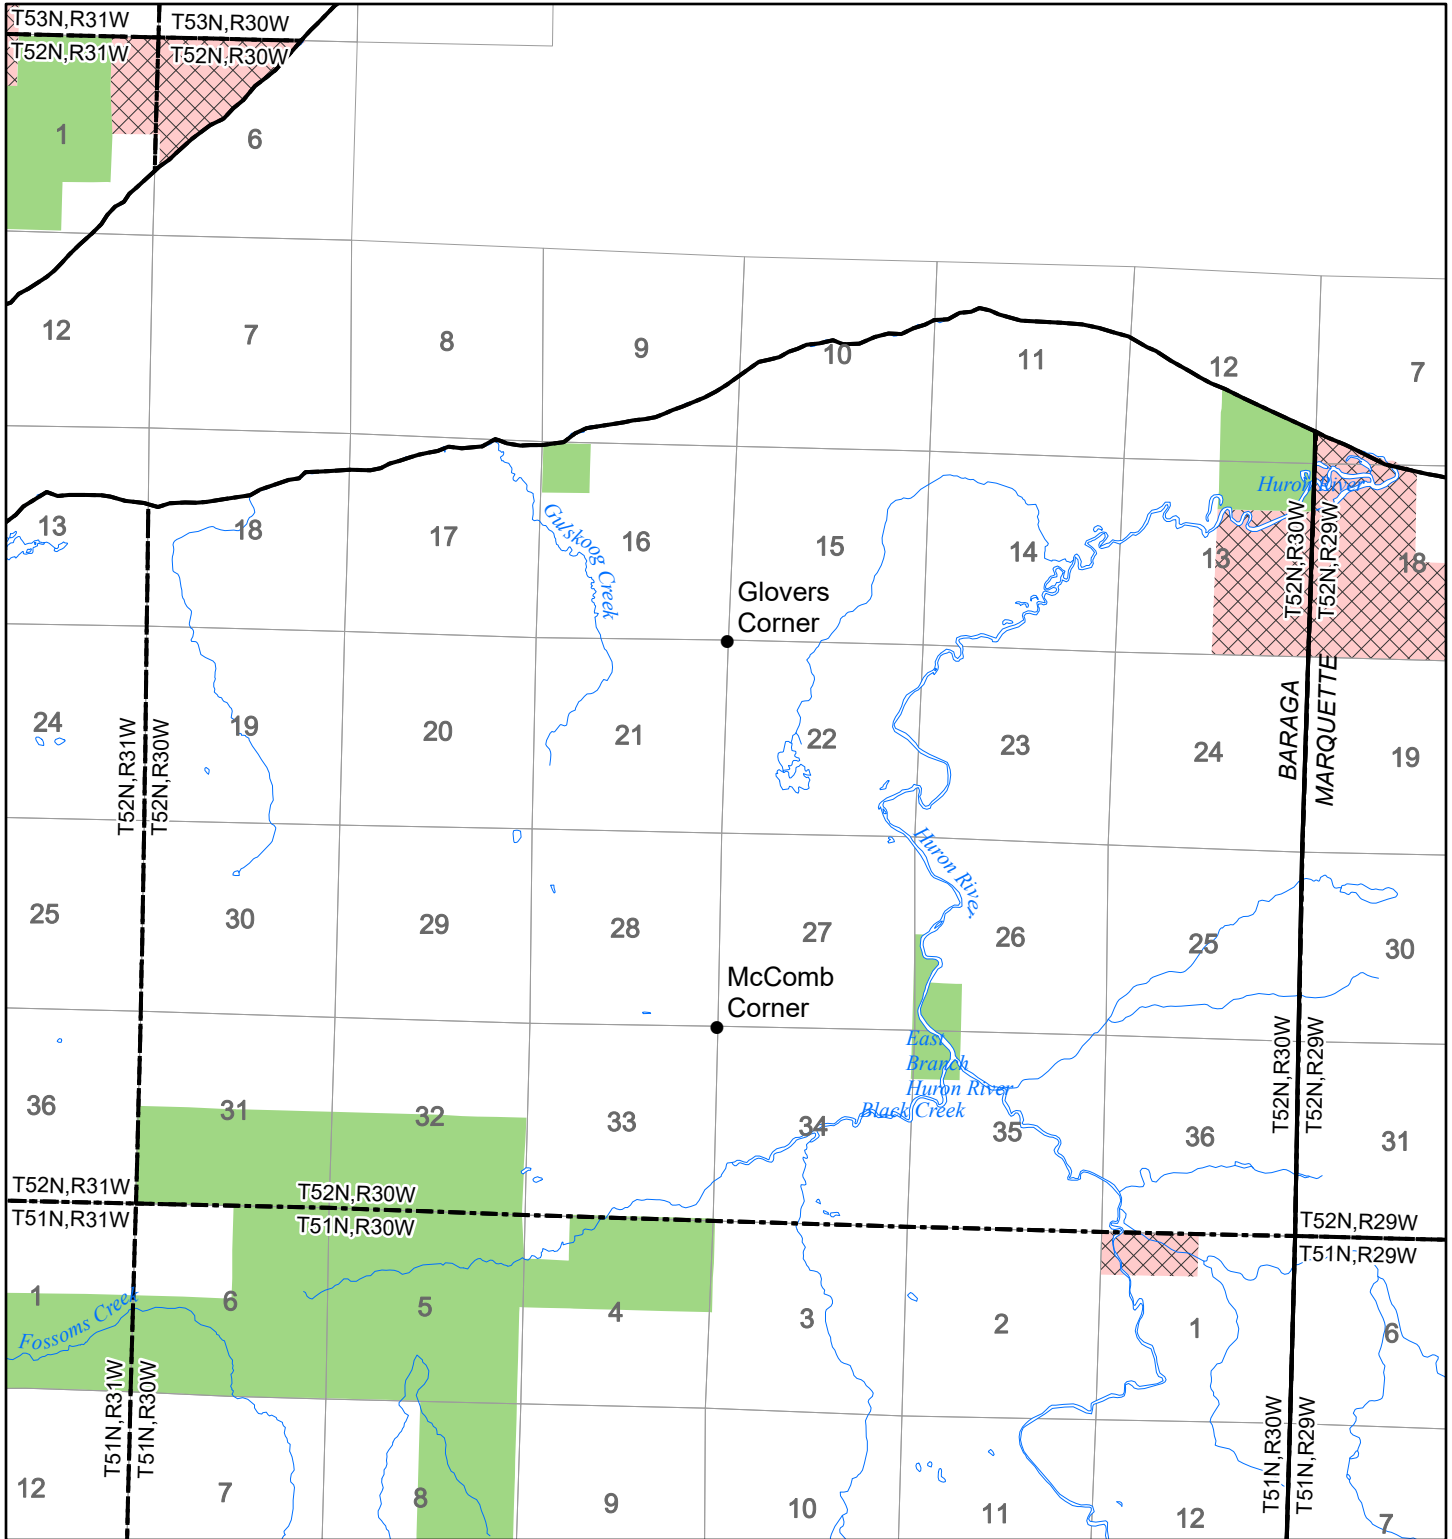 T53N,R31W
T53N,R30W
T52N,R31W
T52N,R30W
1
6
12
7
8
9
10
11
12
7
Huron River
13
18
17
Gulskoog Creek
16
15
14
13
18
T52N,R30W
T52N,R29W
Glovers
Corner
24
19
20
21
22
23
24
19
T52N,R31W
T52N,R30W
BARAGA
MARQUETTE
Huron
25
30
29
28
27
26
25
30
McComb
Corner
East
Branch
Huron River
Black Creek
T52N,R30W
T52N,R29W
36
31
32
33
34
35
36
31
T52N,R31W
T52N,R30W
T52N,R29W
T51N,R31W
T51N,R30W
T51N,R29W
1
6
5
4
3
2
1
6
Fossoms Creek
T51N,R31W
T51N,R30W
T51N,R30W
T51N,R29W
12
7
8
9
10
11
12
7